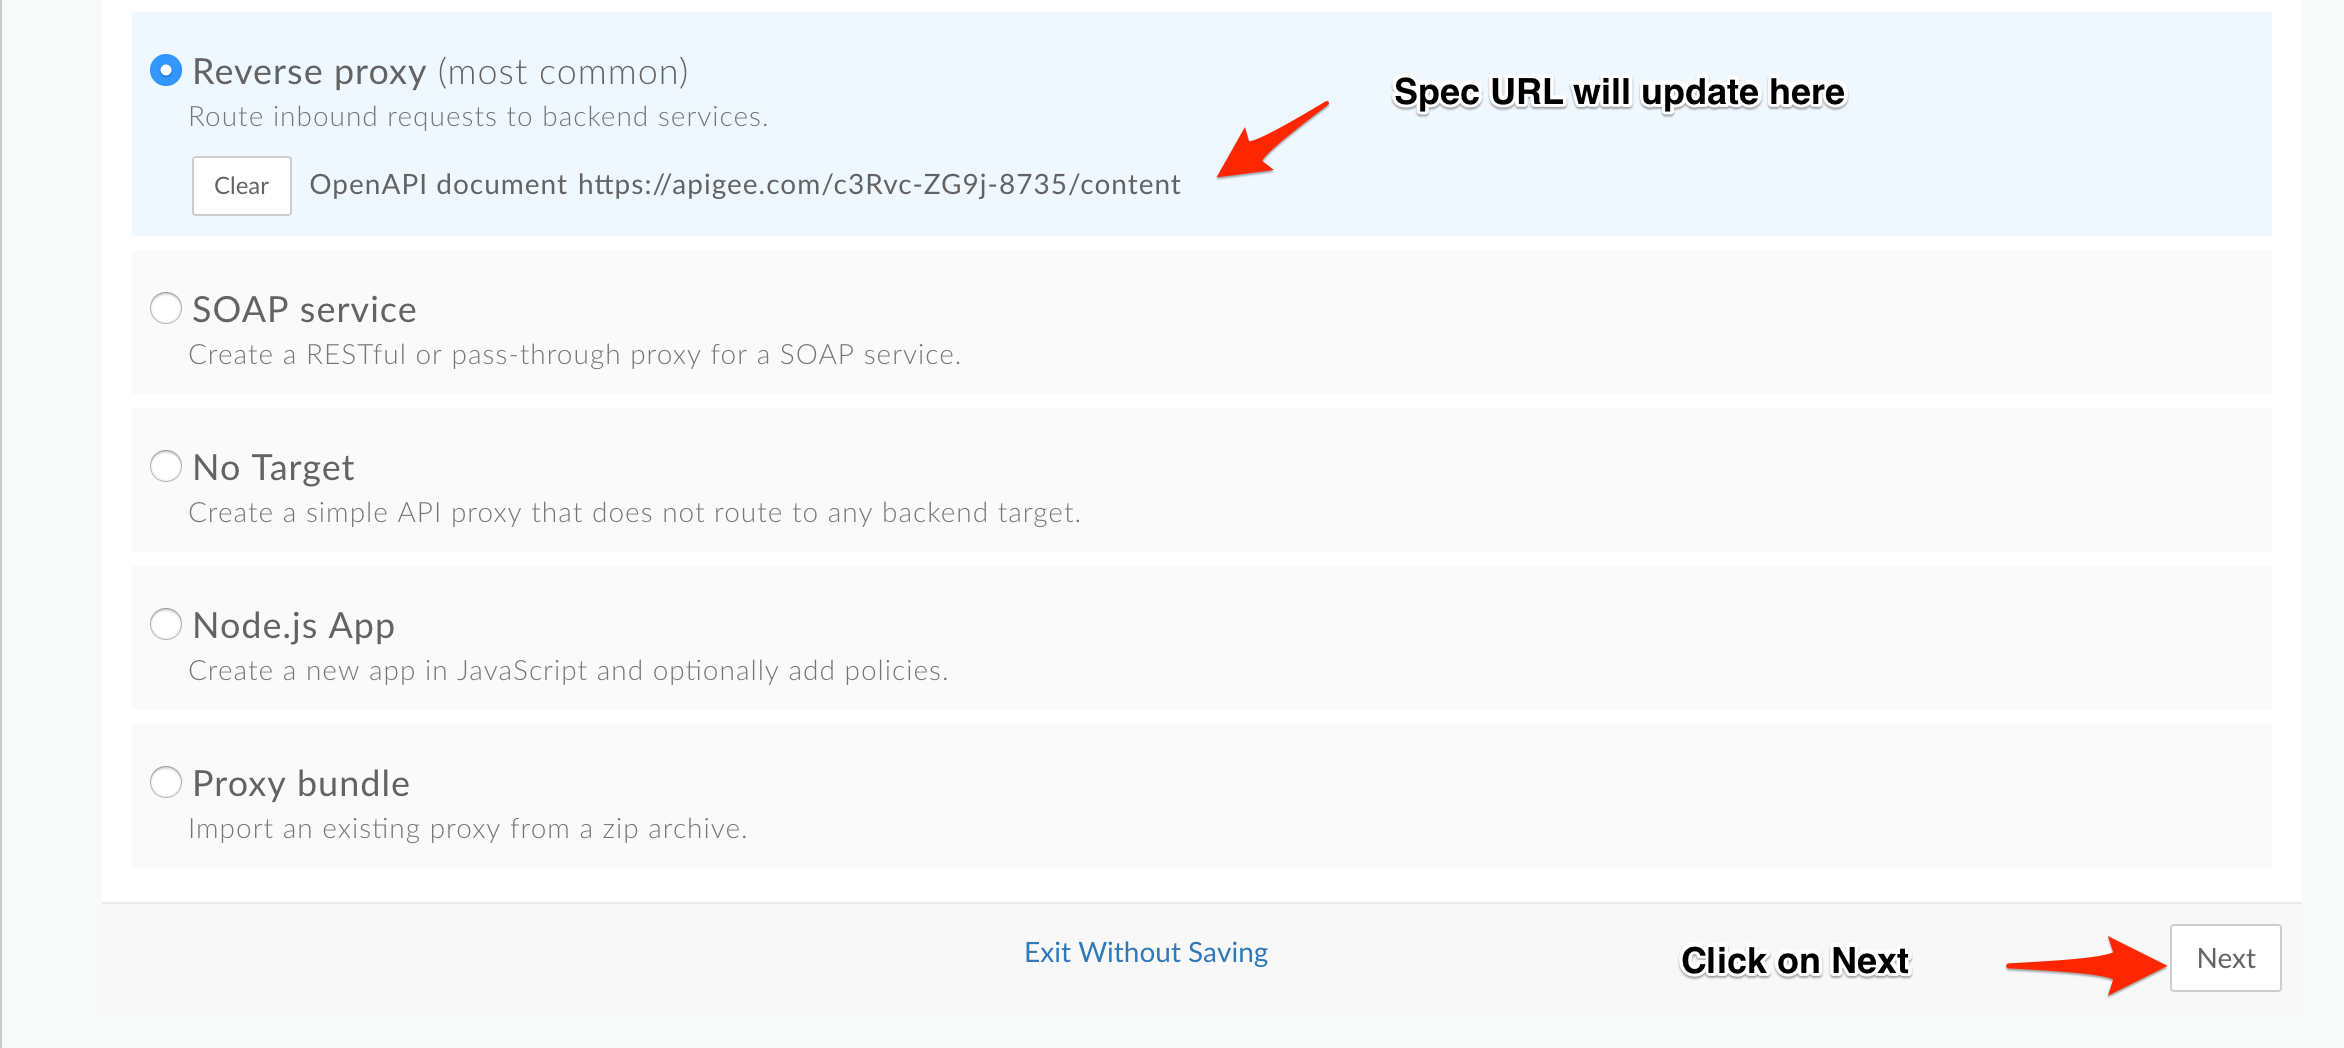 Reverse proxy (most common)
Spec URL will update here
Route inbound requests to backend services.
Clear OpenAPI document https://apigee.com/c3Rvc-ZG9j-8735/content
SOAP service
Create a RESTful or pass-through proxy for a SOAP service.
No Target
Create a simple API proxy that does not route to any backend target.
Node.js App
Create a new app in JavaScript and optionally add policies.
Proxy bundle
Import an existing proxy from a zip archive.
Exit Without Saving
Click on Next
Next